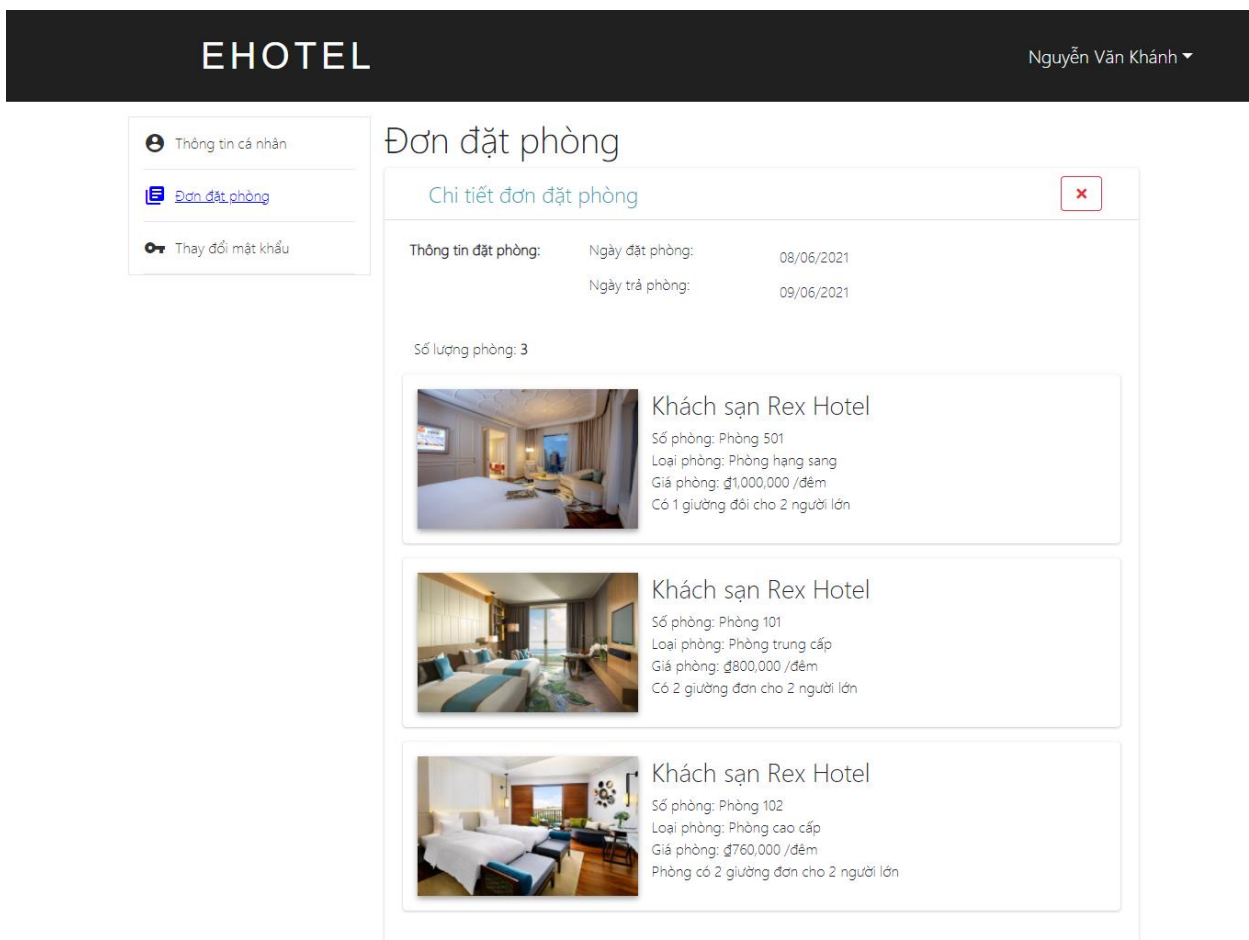 EHOTEL
Nguyễn Văn Khánh
Thông tin cá nhân
Đơn đặt phòng
Thay đổi mật khẩu
Đơn đặt phòng
Chi tiết đơn đặt phòng
Thông tin đặt phòng: Ngày đặt phòng: 08/06/2021
Ngày trả phòng: 09/06/2021
Số lượng phòng: 3
Khách sạn Rex Hotel
Số phòng: Phòng 501
Loại phòng: Phòng hạng sang
Giá phòng: ₫1,000,000 /đêm
Có 1 giường đôi cho 2 người lớn
Khách sạn Rex Hotel
Số phòng: Phòng 101
Loại phòng: Phòng trung cấp
Giá phòng: ₫800,000 /đêm
Có 2 giường đơn cho 2 người lớn
Khách sạn Rex Hotel
Số phòng: Phòng 102
Loại phòng: Phòng cao cấp
Giá phòng: ₫760,000 /đêm
Phòng có 2 giường đơn cho 2 người lớn